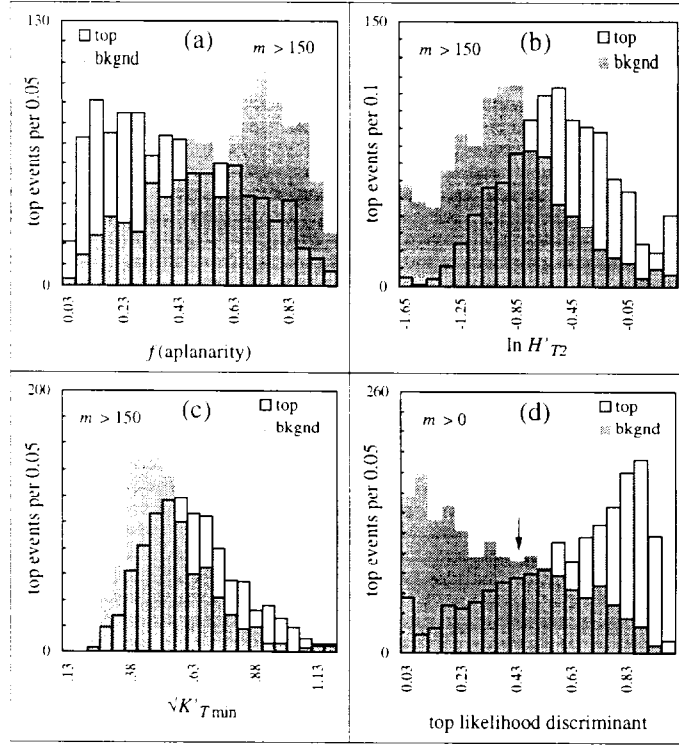 130
top
bkgnd
(a)
m > 150
top events per 0.05
0
0.03
0.23
0.43
0.63
0.83
f(aplanarity)
150
m > 150
(b)
top
bkgnd
top events per 0.1
0
-1.65
-1.25
-0.85
-0.45
-0.05
ln H'T2
200
m > 150
(c)
top
bkgnd
top events per 0.05
0
.13
.38
.63
.88
1.13
√K'Tmin
260
m > 0
(d)
top
bkgnd
top events per 0.05
0
0.03
0.23
0.43
0.63
0.83
top likelihood discriminant